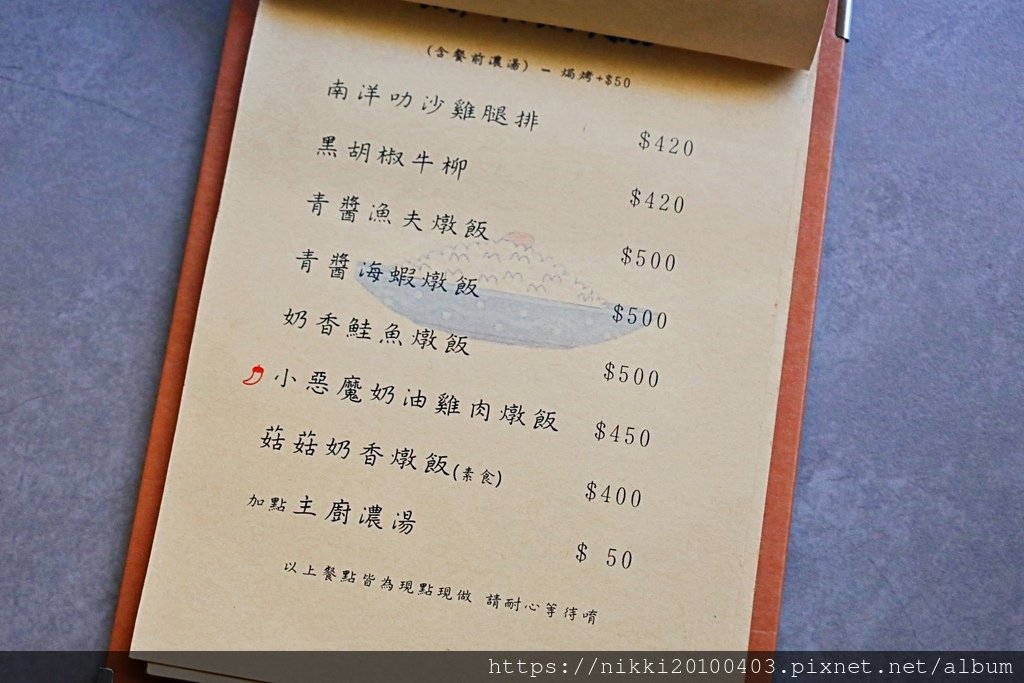 (含餐前濃湯) - 焗烤+$50
南洋叻沙雞腿排 $420
黑胡椒牛柳 $420
青醬漁夫燉飯 $500
青醬海蝦燉飯 $500
奶香鮭魚燉飯 $500
小惡魔奶油雞肉燉飯 $450
菇菇奶香燉飯(素食) $400
加點主廚濃湯 $ 50
以上餐點皆為現點現做 請耐心等待唷
https://nikki20100403.pixnet.net/album